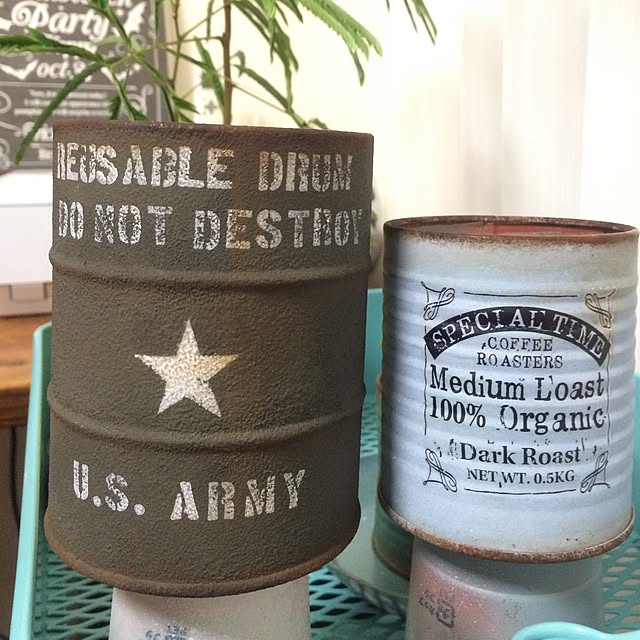 Party
REUSABLE DRUM
DO NOT DESTROY
U.S. ARMY
SPECIAL TIME
COFFEE
ROASTERS
Medium Loast
100% Organic
Dark Roast
NET WT. 0.5KG